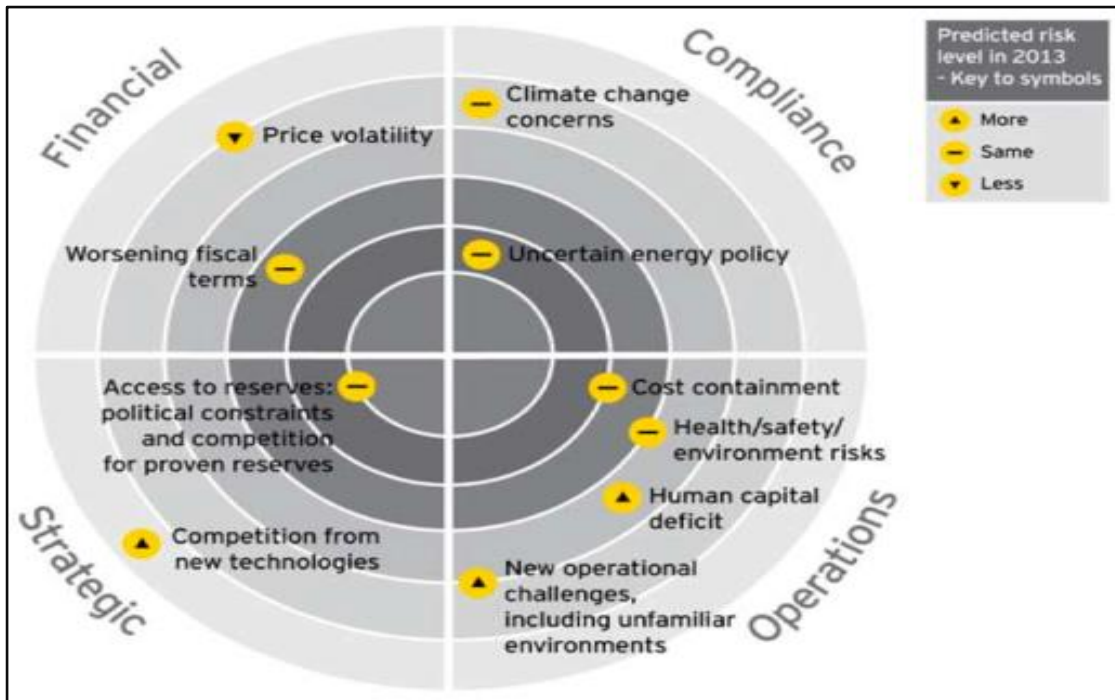 Financial
Compliance
Predicted risk
level in 2013
- Key to symbols
More
Same
Less
Climate change
concerns
Price volatility
Worsening fiscal
terms
Uncertain energy policy
Access to reserves:
political constraints
and competition
for proven reserves
Cost containment
Health/safety/
environment risks
Human capital
deficit
Competition from
new technologies
New operational
challenges,
including unfamiliar
environments
Strategic
Operations